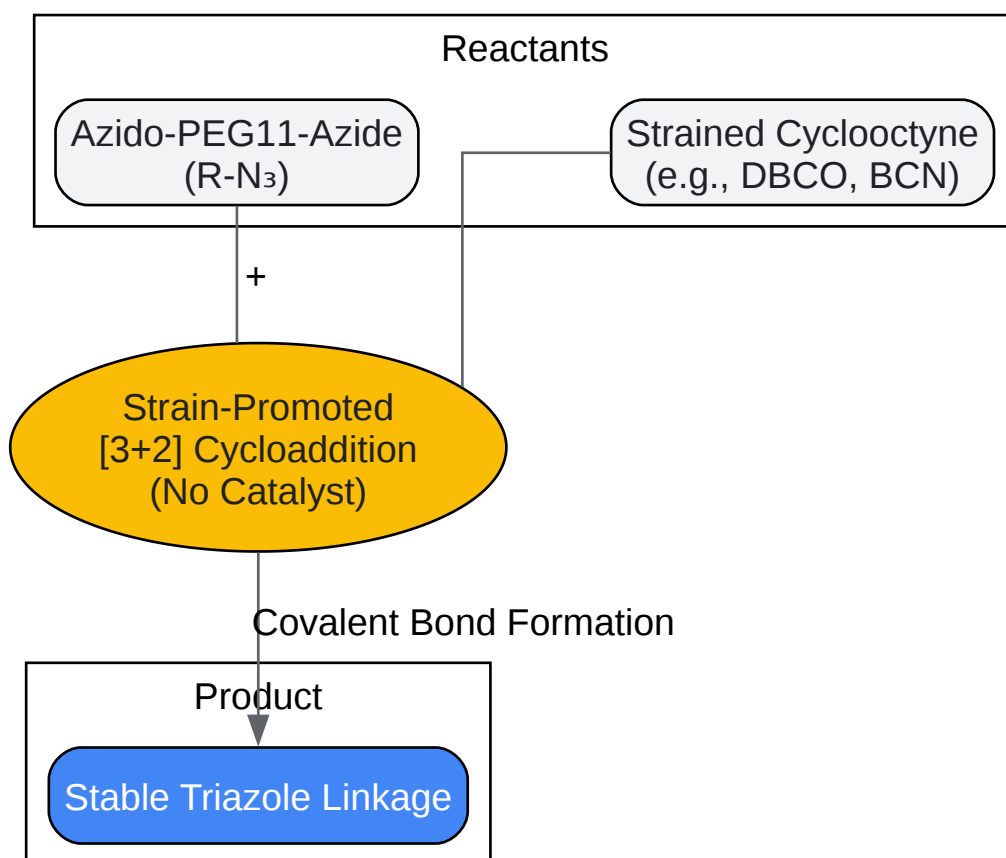 Reactants
Azido-PEG11-Azide
(R-N₃)
Strained Cyclooctyne
(e.g., DBCO, BCN)
+
Strain-Promoted
[3+2] Cycloaddition
(No Catalyst)
Covalent Bond Formation
Product
Stable Triazole Linkage